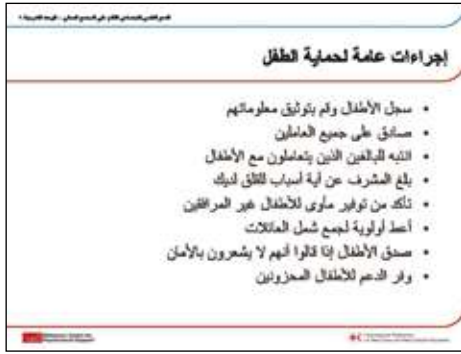 إجراءات عامة لحماية الطفل
• سجل الأطفال وقم بتوثيق معلوماتهم
• صادق على جميع العاملين
• انتبه للبالغين الذين يتعاملون مع الأطفال
• بلغ المشرف عن أية أسباب للقلق لديك
• تأكد من توفير مأوى للأطفال غير المرافقين
• أعط أولوية لجمع شمل العائلات
• صدق الأطفال إذا قالوا أنهم لا يشعرون بالأمان
• وفر الدعم للأطفال المحزونين